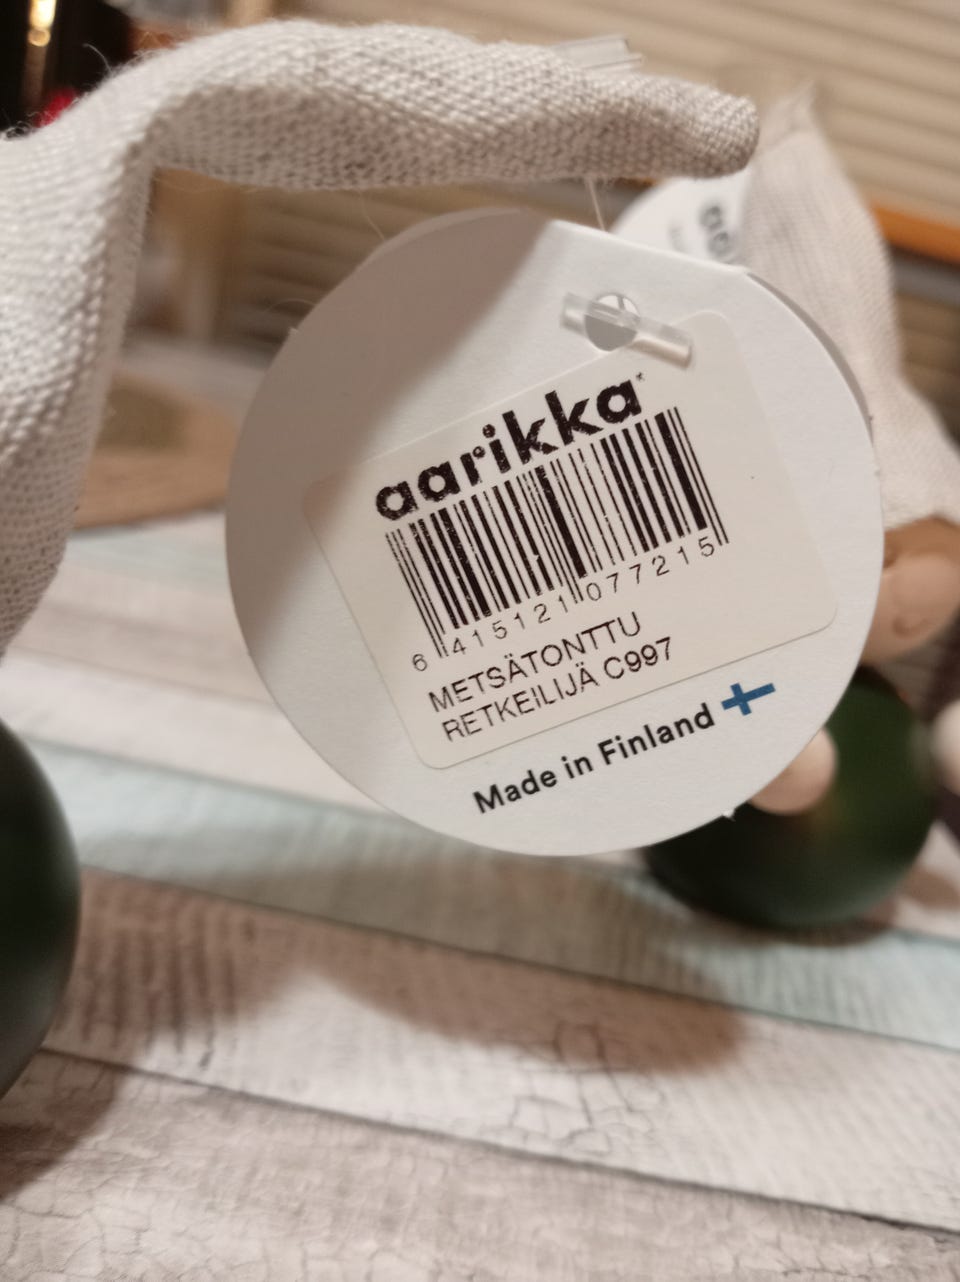 aarikka
6 415121 077215
METSÄTONTTU
RETKEILIJÄ C997
Made in Finland